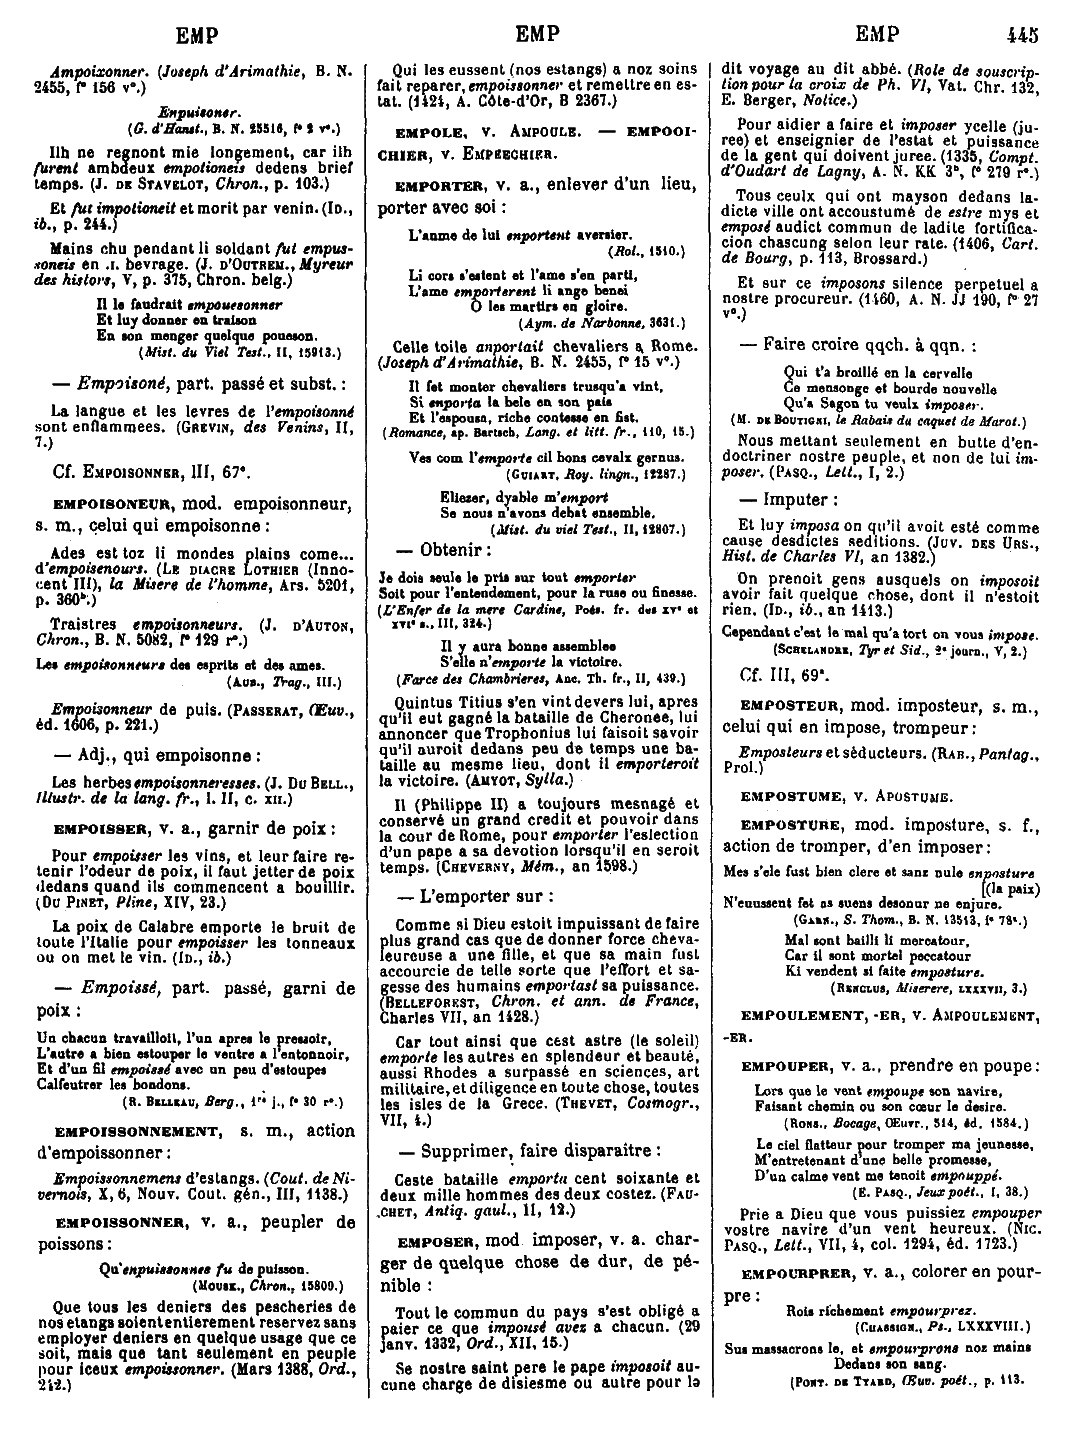 EMP
EMP
EMP 445
Ampoixonner. (Joseph d'Arimathie, B. N.
2455, f° 156 v°.)
Enpuisoner.
(G. d'Hanst., B. N. 25516, f° 2 v°.)
Ilh ne regnont mie longement, car ilh
furent ambdeux empotioneis dedens brief
temps. (J. DE STAVELOT, Chron., p. 103.)
Et fut impotioneit et morit par venin. (ID.,
ib., p. 244.)
Mains chu pendant li soldant fut empus-
soneis en .I. bevrage. (J. D'OUTREM., Myreur
des histors, V, p. 375, Chron. belg.)
Il le faudrait empouesonner
Et luy donner en traison
En son menger quelque poueson.
(Mist. du Viel Test., II, 15913.)
— Empoisoné, part. passé et subst. :
La langue et les levres de l'empoisonné
sont enflammees. (GREVIN, des Venins, II,
7.)
Cf. EMPOISONNER, III, 67ᵃ.
EMPOISONEUR, mod. empoisonneur,
s. m., celui qui empoisonne :
Ades est toz li mondes plains come...
d'empoisenours. (LE DIACRE LOTHIER (Inno-
cent III), la Misere de l'homme, Ars. 5201,
p. 360ᵇ.)
Traistres empoisonneurs. (J. D'AUTON,
Chron., B. N. 5082, f° 129 r°.)
Les empoisonneurs des esprits et des ames.
(AUB., Trag., III.)
Empoisonneur de puis. (PASSERAT, Œuv.,
éd. 1606, p. 221.)
— Adj., qui empoisonne :
Les herbes empoisonneresses. (J. DU BELL.,
Illustr. de la lang. fr., l. II, c. XII.)
EMPOISSER, v. a., garnir de poix :
Pour empoisser les vins, et leur faire re-
tenir l'odeur de poix, il faut jetter de poix
dedans quand ils commencent a bouillir.
(DU PINET, Pline, XIV, 23.)
La poix de Calabre emporte le bruit de
toute l'Italie pour empoisser les tonneaux
ou on met le vin. (ID., ib.)
— Empoissé, part. passé, garni de
poix :
Un chacun travailloit, l'un apres le pressoir,
L'autre a bien estouper le ventre a l'entonnoir,
Et d'un fil empoissé avec un peu d'estoupes
Calfeutrer les bondons.
(R. BELLEAU, Berg., 1ʳᵉ j., f° 30 r°.)
EMPOISSONNEMENT, s. m., action
d'empoissonner :
Empoissonnemens d'estangs. (Cout. de Ni-
vernois, X, 6, Nouv. Cout. gén., III, 1138.)
EMPOISSONNER, v. a., peupler de
poissons :
Qu'enpuissonnes fu de puisson.
(MOUSK., Chron., 15809.)
Que tous les deniers des pescheries de
nos etangs soient entierement reservez sans
employer deniers en quelque usage que ce
soit, mais que tant seulement en peuple
pour iceux empoissonner. (Mars 1388, Ord.,
212.)
Qui les eussent (nos estangs) a noz soins
fait reparer, empoissonner et remettre en es-
tat. (1424, A. Côte-d'Or, B 2367.)
EMPOLE, v. AMPOULE. — EMPOOI-
CHIER, v. EMPEECHIER.
EMPORTER, v. a., enlever d'un lieu,
porter avec soi :
L'anme de lui enportent aversier.
(Rol., 1510.)
Li cors s'estent et l'ame s'en parti,
L'ame emporterent li ange benei
O les martirs en gloire.
(Aym. de Narbonne, 3631.)
Celle toile anportait chevaliers a Rome.
(Joseph d'Arimathie, B. N. 2455, f° 15 v°.)
Il fet monter chevaliers trusqu'a vint,
Si enporta la bele en son païs
Et l'espousa, riche contesse en fist.
(Romance, ap. Bartsch, Lang. et litt. fr., 110, 15.)
Ves com l'emporte cil bons cevalx gernus.
(GUIART, Roy. lingn., 12287.)
Eliezer, dyable m'emport
Se nous n'avons debat ensemble.
(Mist. du viel Test., II, 12807.)
— Obtenir :
Je dois seule le pris sur tout emporter
Soit pour l'entendement, pour la ruse ou finesse.
(L'Enfer de la mere Cardine, Poés. fr. des XVᵉ et
XVIᵉ s., III, 324.)
Il y aura bonne assemblee
S'elle n'emporte la victoire.
(Farce des Chambrieres, Anc. Th. fr., II, 439.)
Quintus Titius s'en vint devers lui, apres
qu'il eut gagné la bataille de Cheronee, lui
annoncer que Trophonius lui faisoit savoir
qu'il auroit dedans peu de temps une ba-
taille au mesme lieu, dont il emporteroit
la victoire. (AMYOT, Sylla.)
Il (Philippe II) a toujours mesnagé et
conservé un grand credit et pouvoir dans
la cour de Rome, pour emporter l'eslection
d'un pape a sa devotion lorsqu'il en seroit
temps. (CHEVERNY, Mém., an 1598.)
— L'emporter sur :
Comme si Dieu estoit impuissant de faire
plus grand cas que de donner force cheva-
leureuse a une fille, et que sa main fust
accourcie de telle sorte que l'effort et sa-
gesse des humains emportast sa puissance.
(BELLEFOREST, Chron. et ann. de France,
Charles VII, an 1428.)
Car tout ainsi que cest astre (le soleil)
emporte les autres en splendeur et beauté,
aussi Rhodes a surpassé en sciences, art
militaire, et diligence en toute chose, toutes
les isles de la Grece. (THEVET, Cosmogr.,
VII, 4.)
— Supprimer, faire disparaître :
Ceste bataille emporta cent soixante et
deux mille hommes des deux costez. (FAU-
CHET, Antiq. gaul., II, 12.)
EMPOSER, mod imposer, v. a. char-
ger de quelque chose de dur, de pé-
nible :
Tout le commun du pays s'est obligé a
paier ce que impousé avez a chacun. (29
janv. 1332, Ord., XII, 15.)
Se nostre saint pere le pape imposoit au-
cune charge de disiesme ou autre pour le
dit voyage au dit abbé. (Role de souscrip-
tion pour la croix de Ph. VI, Vat. Chr. 132,
E. Berger, Notice.)
Pour aidier a faire et imposer ycelle (ju-
ree) et enseignier de l'estat et puissance
de la gent qui doivent juree. (1335, Compt.
d'Oudart de Lagny, A. N. KK 3ᵃ, f° 279 r°.)
Tous ceulx qui ont mayson dedans la-
dicte ville ont accoustumé de estre mys et
emposé audict commun de ladite fortifica-
cion chascung selon leur rate. (1406, Cart.
de Bourg, p. 113, Brossard.)
Et sur ce imposons silence perpetuel a
nostre procureur. (1460, A. N. JJ 190, f° 27
v°.)
— Faire croire qqch. à qqn. :
Qui t'a broillé en la cervelle
Ce mensonge et bourde nouvelle
Qu'a Sagon tu veulx imposer.
(M. DE BOUTIGNI, le Rabais du caquet de Marot.)
Nous mettant seulement en butte d'en-
doctriner nostre peuple, et non de lui im-
poser. (PASQ., Lett., I, 2.)
— Imputer :
Et luy imposa on qu'il avoit esté comme
cause desdictes seditions. (JUV. DES URS.,
Hist. de Charles VI, an 1382.)
On prenoit gens ausquels on imposoit
avoir fait quelque chose, dont il n'estoit
rien. (ID., ib., an 1413.)
Cependant c'est le mal qu'a tort on vous impose.
(SCHELANDRE, Tyr et Sid., 2ᵉ journ., V, 2.)
Cf. III, 69ᵃ.
EMPOSTEUR, mod. imposteur, s. m.,
celui qui en impose, trompeur :
Emposteurs et séducteurs. (RAB., Pantag.,
Prol.)
EMPOSTUME, v. APOSTUME.
EMPOSTURE, mod. imposture, s. f.,
action de tromper, d'en imposer :
Mes s'ele fust bien clere et sanz nule enposture
[(la paix)
N'eussent fet as suens desonur ne enjure.
(GARN., S. Thom., B. N. 13513, f° 78ᵛ.)
Mal sont bailli li mercatour,
Car il sont mortel peccatour
Ki vendent si faite emposture.
(RENCLUS, Miserere, LXXXVII, 3.)
EMPOULEMENT, -ER, v. AMPOULEMENT,
-ER.
EMPOUPER, v. a., prendre en poupe :
Lors que le vent empoupe son navire,
Faisant chemin ou son cœur le desire.
(RONS., Bocage, Œuvr., 514, éd. 1584.)
Le ciel flatteur pour tromper ma jeunesse,
M'entretenant d'une belle promesse,
D'un calme vent me tenoit empouppé.
(E. PASQ., Jeux poét., I, 38.)
Prie a Dieu que vous puissiez empouper
vostre navire d'un vent heureux. (NIC.
PASQ., Lett., VII, 4, col. 1294, éd. 1723.)
EMPOURPRER, v. a., colorer en pour-
pre :
Rois richement empourprez.
(CHASSIGN., Ps., LXXXVIII.)
Sus massacrons le, et empourprons noz mains
Dedans son sang.
(PONT. DE TYARD, Œuv. poét., p. 113.